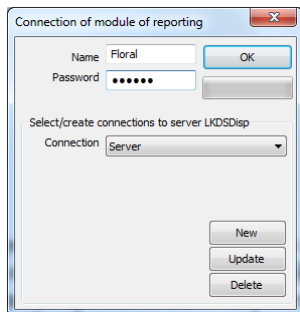 Connection of module of reporting
Name Floral OK
Password ••••••
Select/create connections to server LKDSDisp
Connection Server
New
Update
Delete